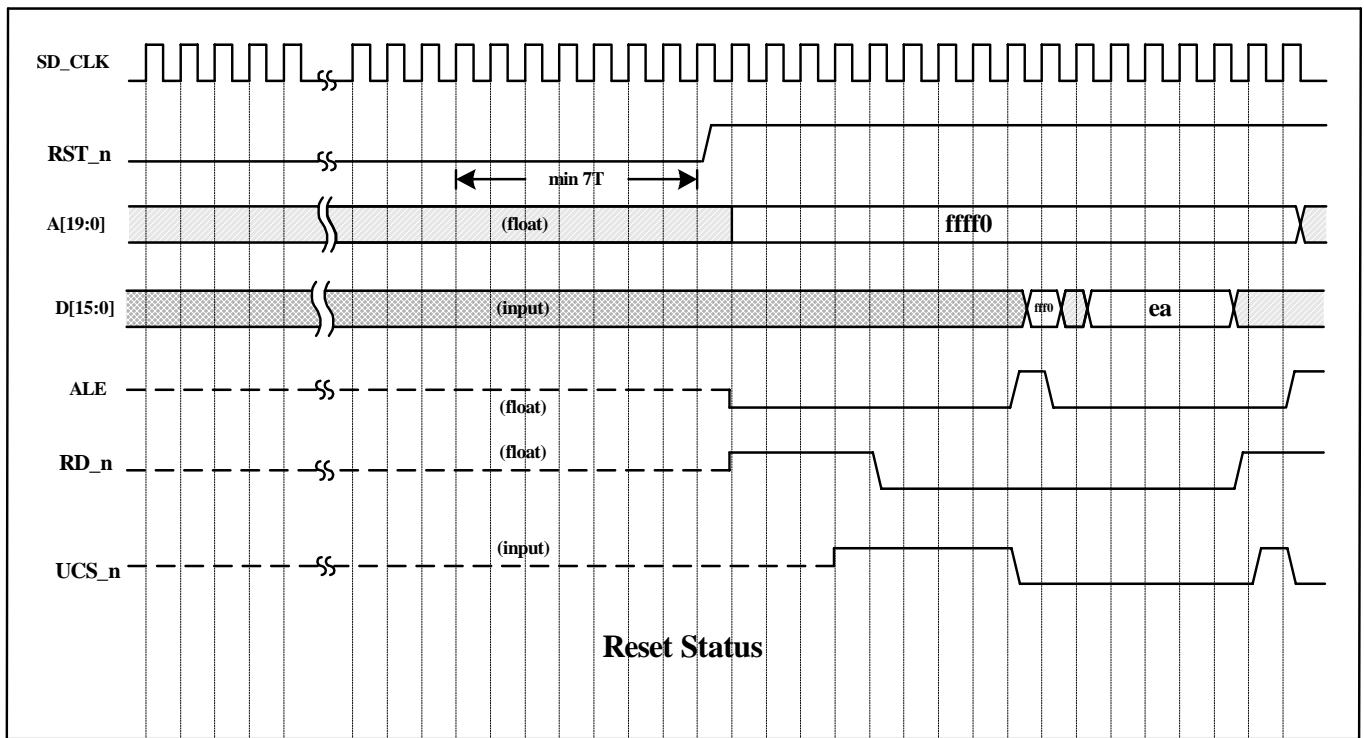 SD_CLK
RST_n
min 7T
A[19:0]
(float)
ffff0
D[15:0]
(input)
fff0
ea
ALE
(float)
RD_n
(float)
UCS_n
(input)
Reset Status